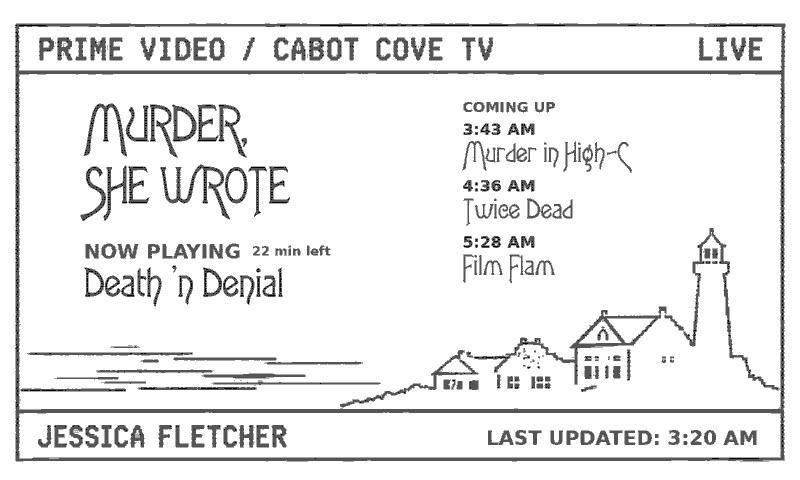 PRIME VIDEO / CABOT COVE TV LIVE
MURDER,
SHE WROTE
NOW PLAYING 22 min left
Death 'n Denial
COMING UP
3:43 AM
Murder in High-C
4:36 AM
Twice Dead
5:28 AM
Film Flam
JESSICA FLETCHER LAST UPDATED: 3:20 AM